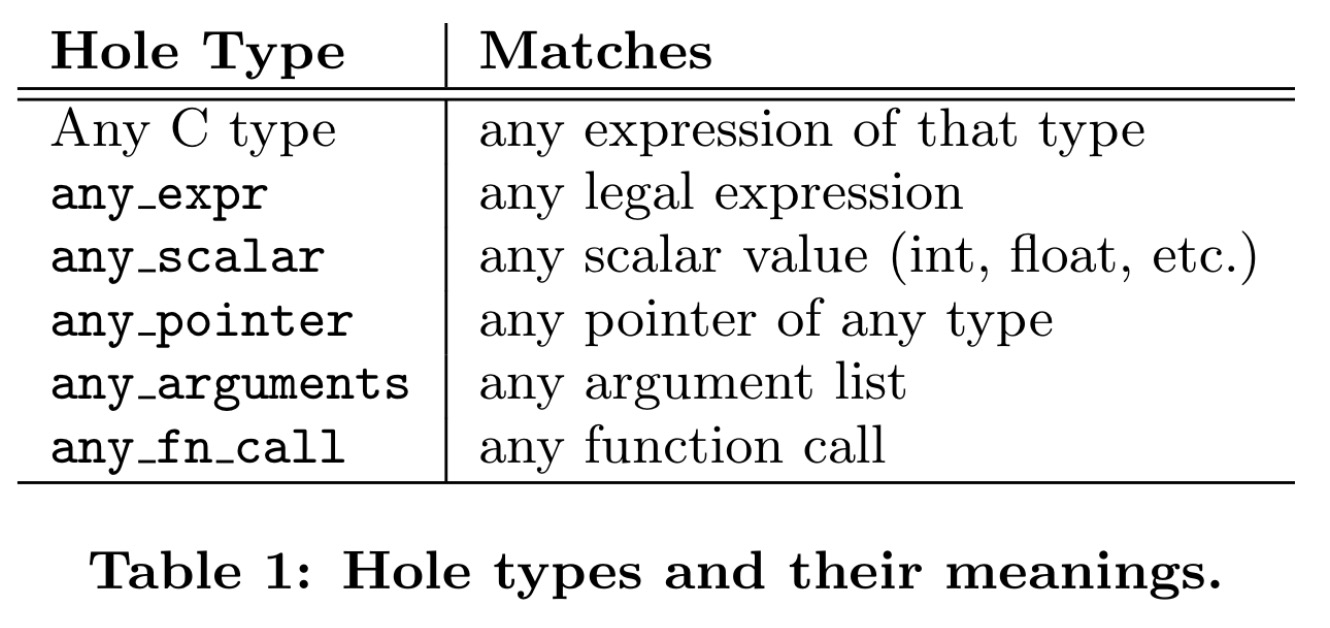 Hole Type Matches
Any C type any expression of that type
any_expr any legal expression
any_scalar any scalar value (int, float, etc.)
any_pointer any pointer of any type
any_arguments any argument list
any_fn_call any function call
Table 1: Hole types and their meanings.